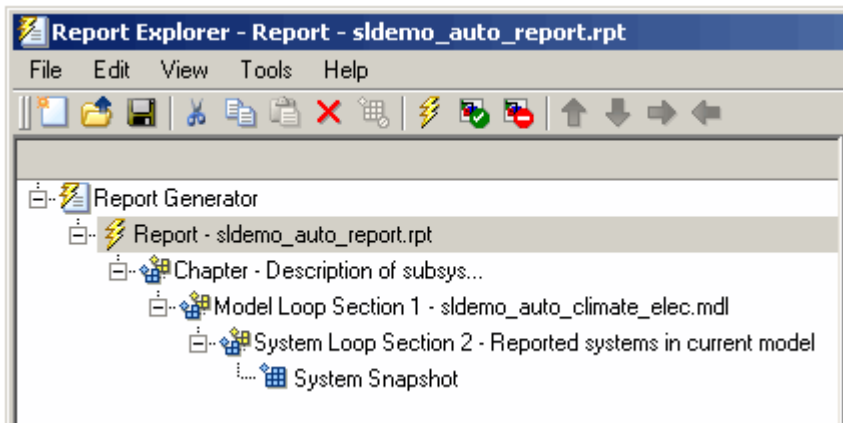 Report Explorer - Report - sldemo_auto_report.rpt
File Edit View Tools Help
Report Generator
Report - sldemo_auto_report.rpt
Chapter - Description of subsys...
Model Loop Section 1 - sldemo_auto_climate_elec.mdl
System Loop Section 2 - Reported systems in current model
System Snapshot